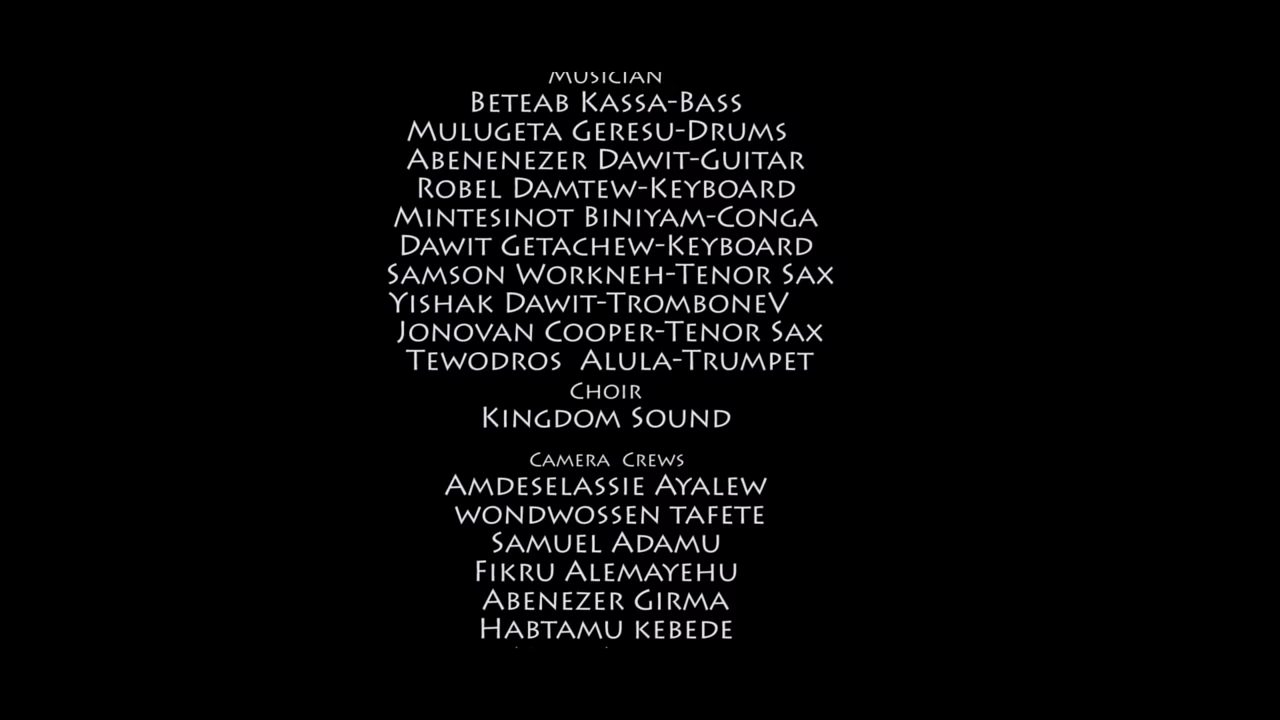 MUSICIAN
BETEAB KASSA-BASS
MULUGETA GERESU-DRUMS
ABENENEZER DAWIT-GUITAR
ROBEL DAMTEW-KEYBOARD
MINTESINOT BINIYAM-CONGA
DAWIT GETACHEW-KEYBOARD
SAMSON WORKNEH-TENOR SAX
YISHAK DAWIT-TROMBONEV
JONOVAN COOPER-TENOR SAX
TEWODROS ALULA-TRUMPET
CHOIR
KINGDOM SOUND
CAMERA CREWS
AMDESELASSIE AYALEW
WONDWOSSEN TAFETE
SAMUEL ADAMU
FIKRU ALEMAYEHU
ABENEZER GIRMA
HABTAMU KEBEDE